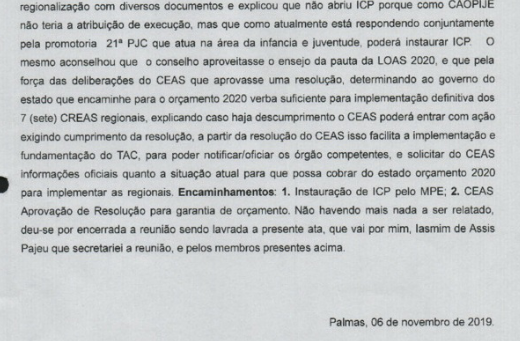 regionalização com diversos documentos e explicou que não abriu ICP porque como CAOPIJE
não teria a atribuição de execução, mas que como atualmente está respondendo conjuntamente
pela promotoria 21ª PJC que atua na área da infancia e juventude, poderá instaurar ICP. O
mesmo aconselhou que o conselho aproveitasse o ensejo da pauta da LOAS 2020, e que pela
força das deliberações do CEAS que aprovasse uma resolução, determinando ao governo do
estado que encaminhe para o orçamento 2020 verba suficiente para implementação definitiva dos
7 (sete) CREAS regionais, explicando caso haja descumprimento o CEAS poderá entrar com ação
exigindo cumprimento da resolução, a partir da resolução do CEAS isso facilita a implementação e
fundamentação do TAC, para poder notificar/oficiar os órgão competentes, e solicitar do CEAS
informações oficiais quanto a situação atual para que possa cobrar do estado orçamento 2020
para implementar as regionais. Encaminhamentos: 1. Instauração de ICP pelo MPE; 2. CEAS
Aprovação de Resolução para garantia de orçamento. Não havendo mais nada a ser relatado,
deu-se por encerrada a reunião sendo lavrada a presente ata, que vai por mim, Iasmim de Assis
Pajeu que secretariei a reunião, e pelos membros presentes acima.
Palmas, 06 de novembro de 2019.